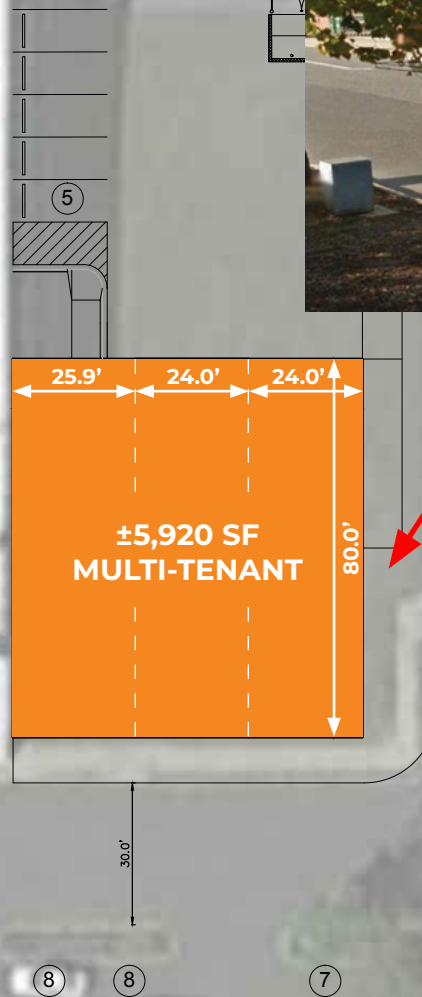 5
25.9’ 24.0’ 24.0’
±5,920 SF
MULTI-TENANT
80.0’
30.0'
8 8 7